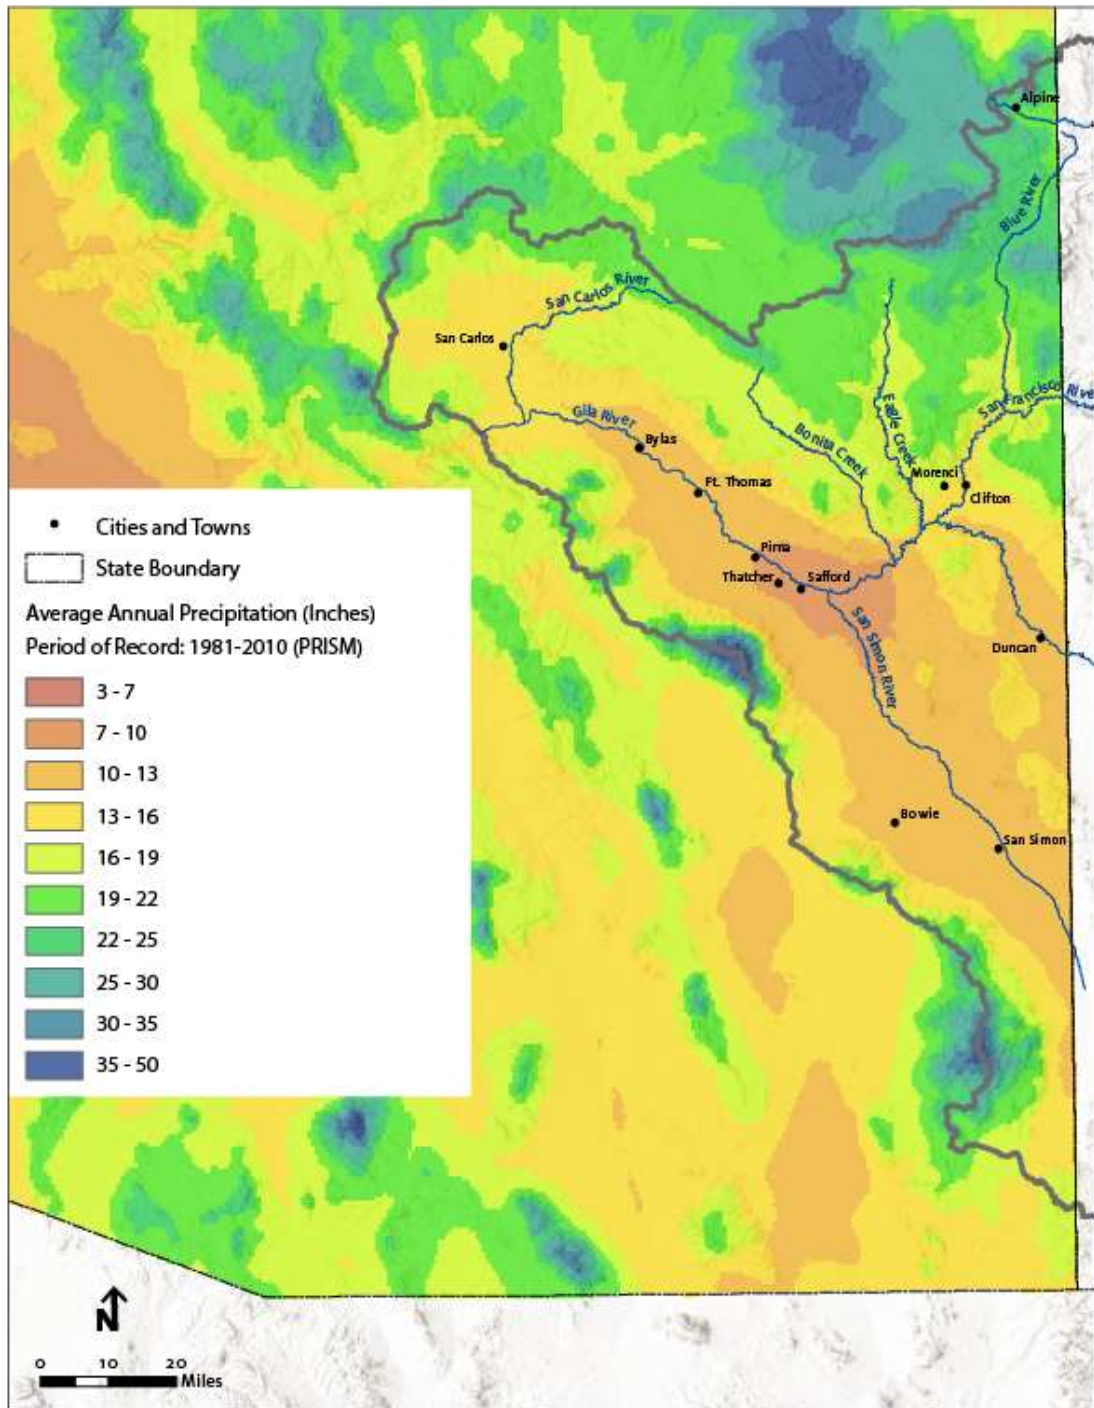 Alpine
Blue River
San Carlos River
San Carlos
San Francisco River
Gila River
Eagle Creek
Bonita Creek
Bylas
Morenci
Clifton
Ft. Thomas
Pima
Thatcher
Safford
San Simon River
Duncan
Bowie
San Simon
Cities and Towns
State Boundary
Average Annual Precipitation (Inches)
Period of Record: 1981-2010 (PRISM)
3 - 7
7 - 10
10 - 13
13 - 16
16 - 19
19 - 22
22 - 25
25 - 30
30 - 35
35 - 50
N
0 10 20
Miles